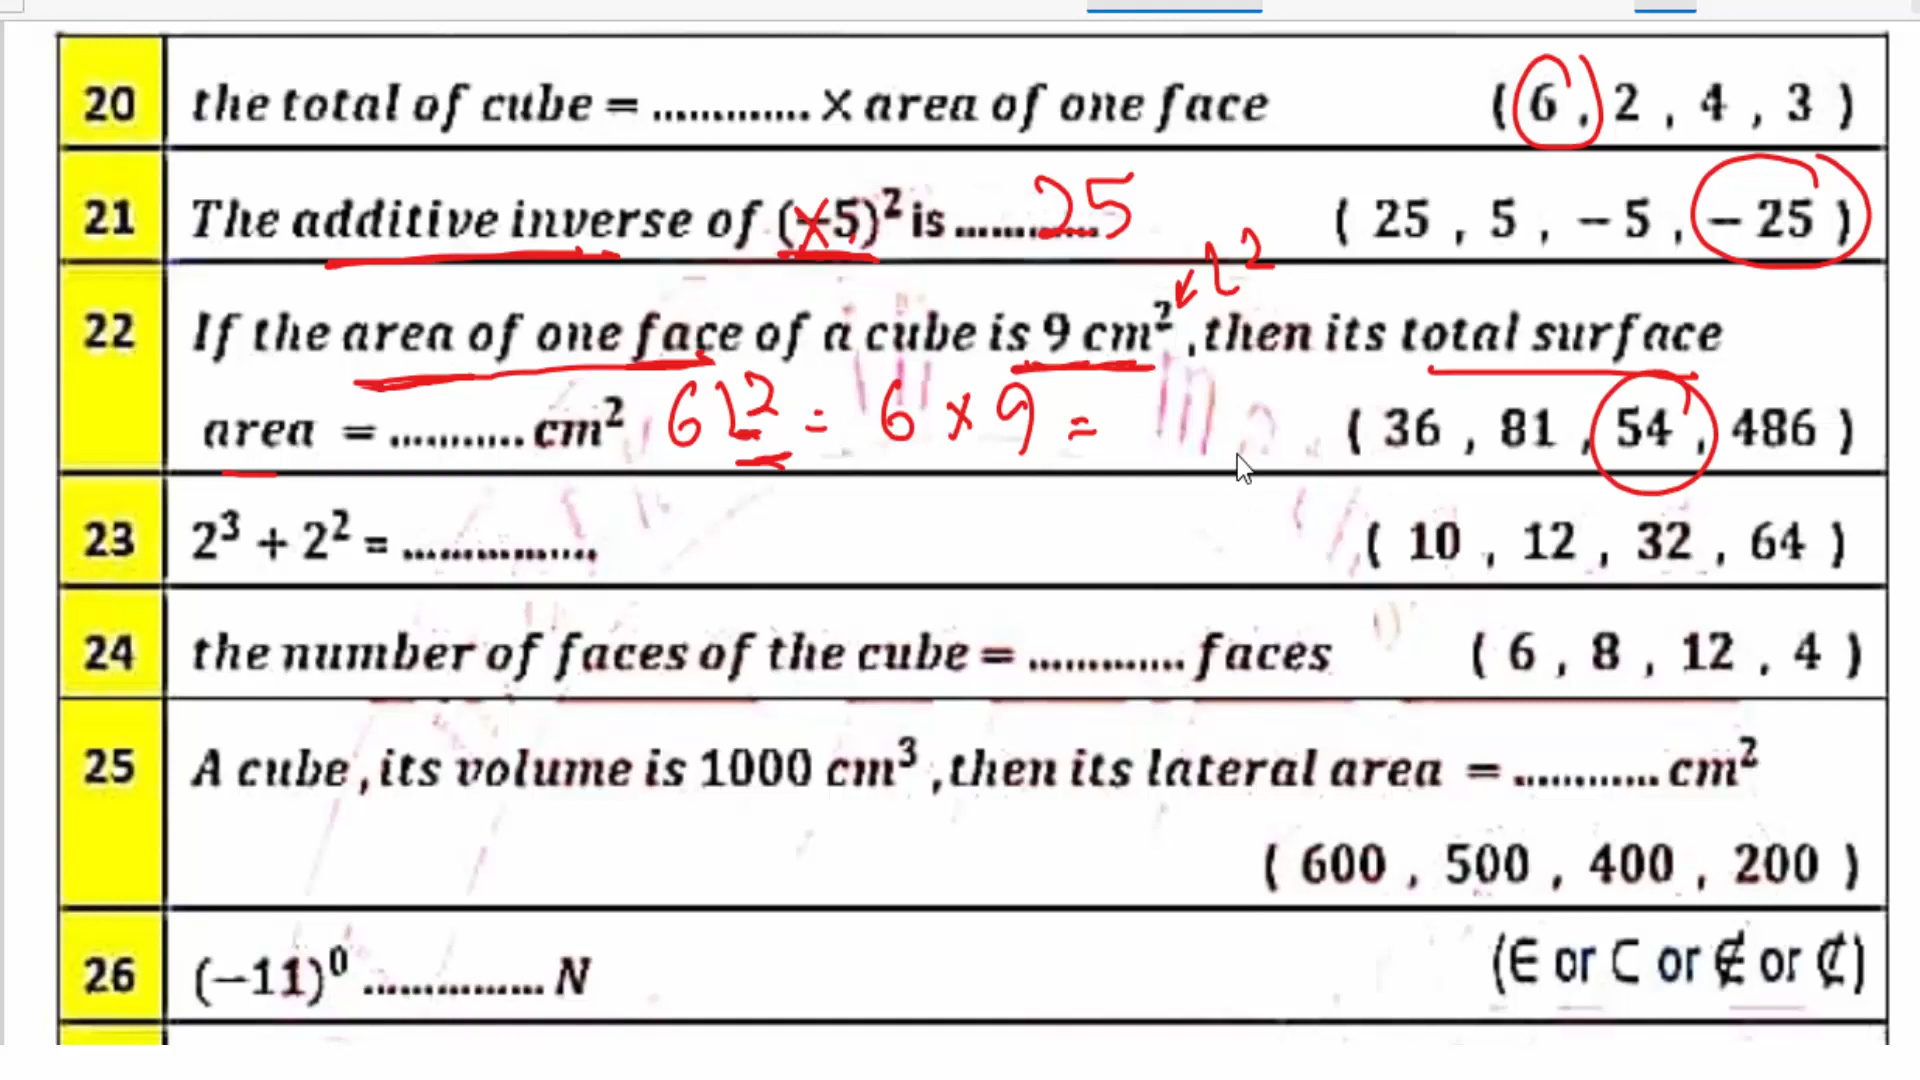 20 the total of cube = ............. × area of one face ( 6 , 2 , 4 , 3 )
21 The additive inverse of (−5)² is ............ 25 ( 25 , 5 , − 5 , − 25 )
l²
22 If the area of one face of a cube is 9 cm² , then its total surface
area = ........... cm² 6l² = 6 × 9 = ( 36 , 81 , 54 , 486 )
23 2³ + 2² = ................ ( 10 , 12 , 32 , 64 )
24 the number of faces of the cube = ............. faces ( 6 , 8 , 12 , 4 )
25 A cube , its volume is 1000 cm³ , then its lateral area = ............ cm²
( 600 , 500 , 400 , 200 )
26 (−11)⁰ ............... N (∈ or ⊂ or ∉ or ⊄)